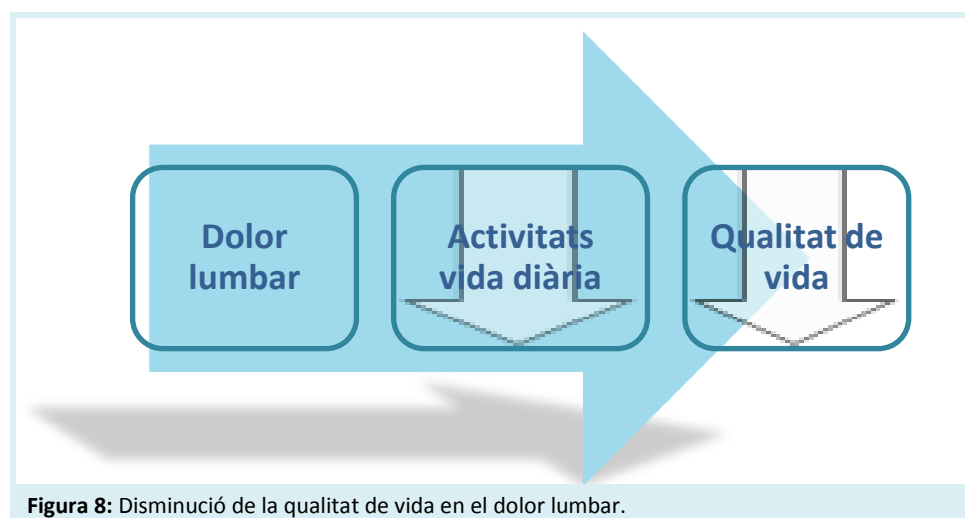 Dolor
lumbar
Activitats
vida diària
Qualitat de
vida
Figura 8: Disminució de la qualitat de vida en el dolor lumbar.